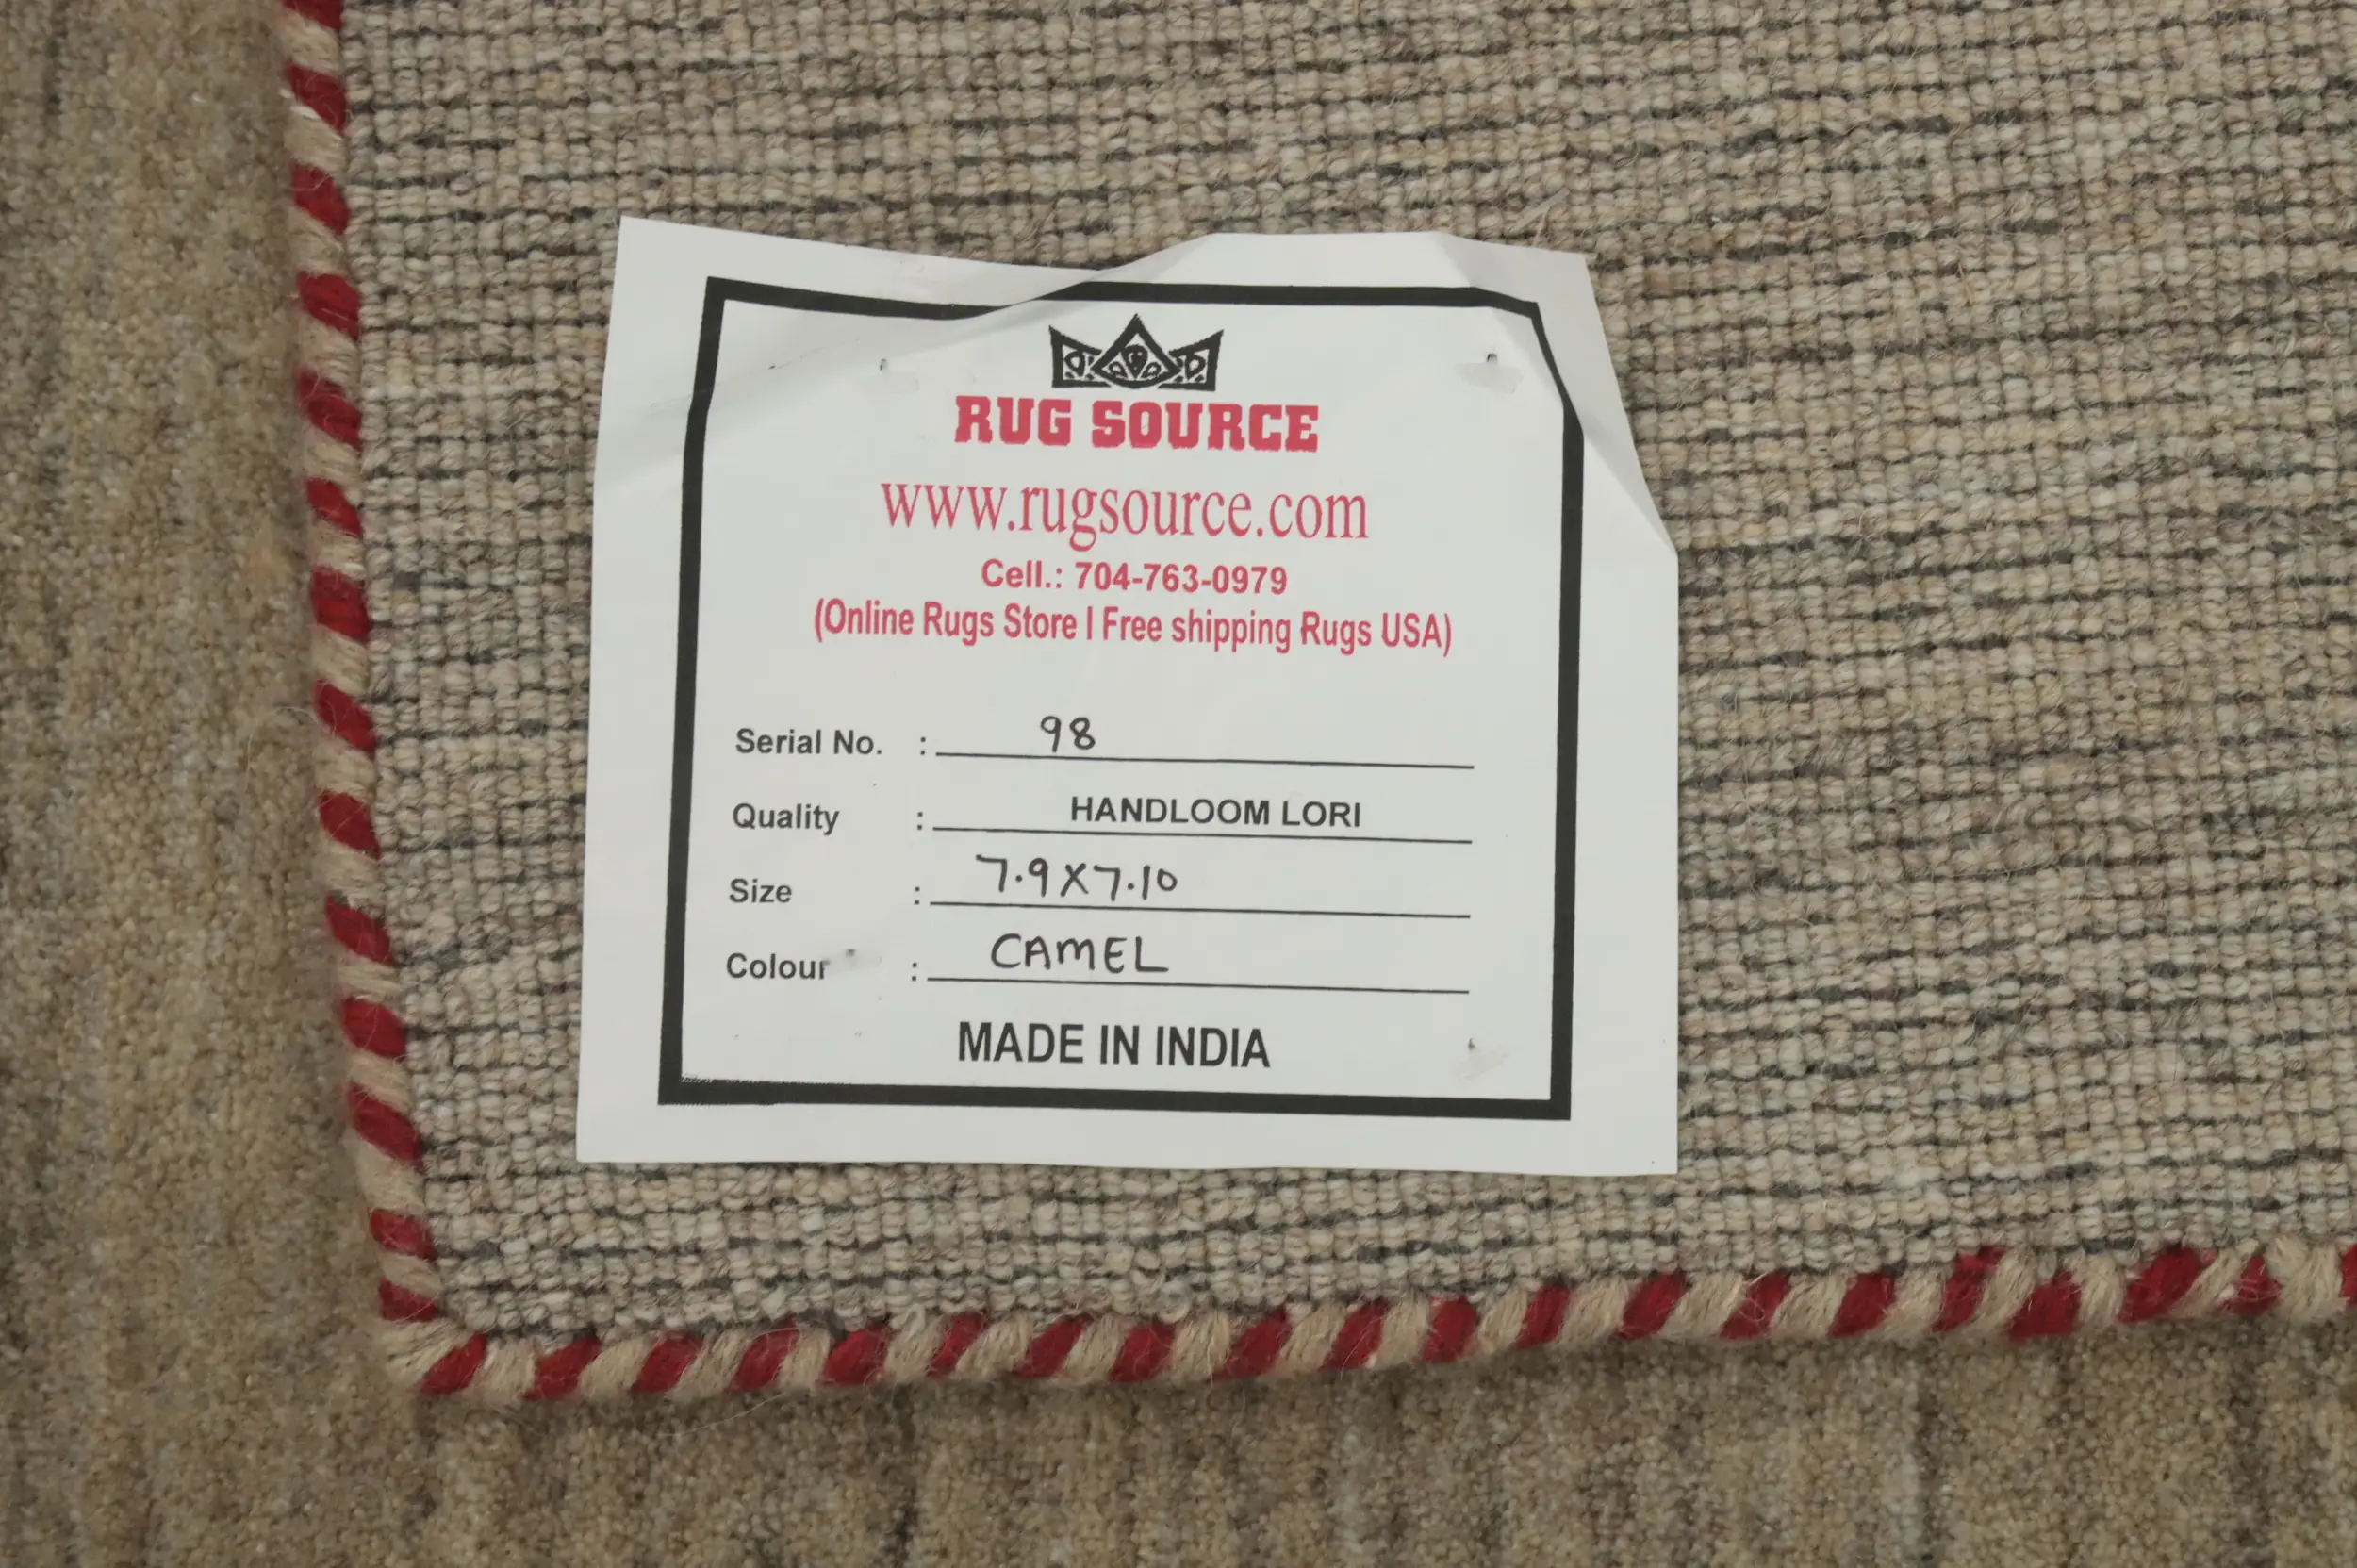 RUG SOURCE
www.rugsource.com
Cell.: 704-763-0979
(Online Rugs Store I Free shipping Rugs USA)
Serial No. : 98
Quality : HANDLOOM LORI
Size : 7.9X7.10
Colour : CAMEL
MADE IN INDIA